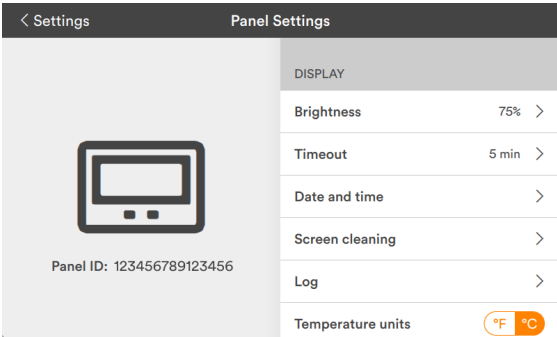 Settings
Panel Settings
DISPLAY
Brightness 75%
Timeout 5 min
Date and time
Screen cleaning
Log
Temperature units °F °C
Panel ID: 123456789123456